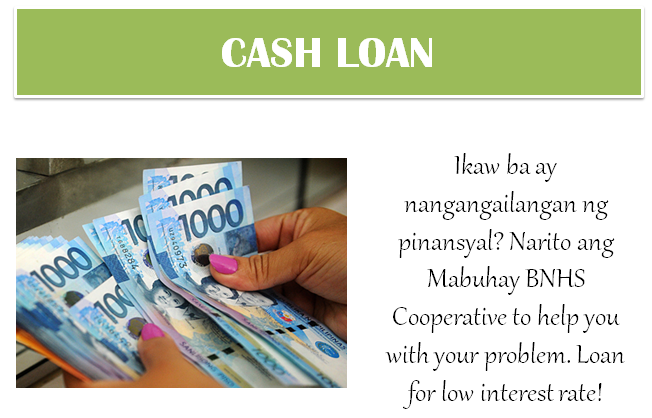 CASH LOAN
Ikaw ba ay
nangangailangan ng
pinansyal? Narito ang
Mabuhay BNHS
Cooperative to help you
with your problem. Loan
for low interest rate!
1000
1000
1000
1000
100